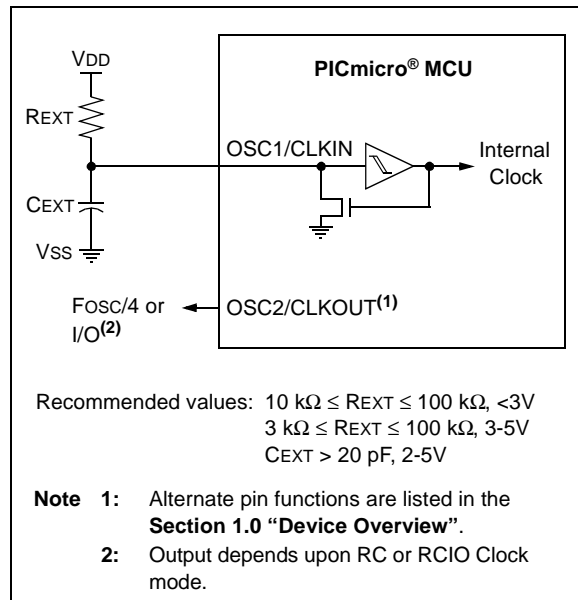 VDD
PICmicro® MCU
REXT
OSC1/CLKIN
Internal
Clock
CEXT
VSS
FOSC/4 or
I/O(2)
OSC2/CLKOUT(1)
Recommended values: 10 kΩ ≤ REXT ≤ 100 kΩ, <3V
3 kΩ ≤ REXT ≤ 100 kΩ, 3-5V
CEXT > 20 pF, 2-5V
Note 1: Alternate pin functions are listed in the
Section 1.0 “Device Overview”.
2: Output depends upon RC or RCIO Clock
mode.